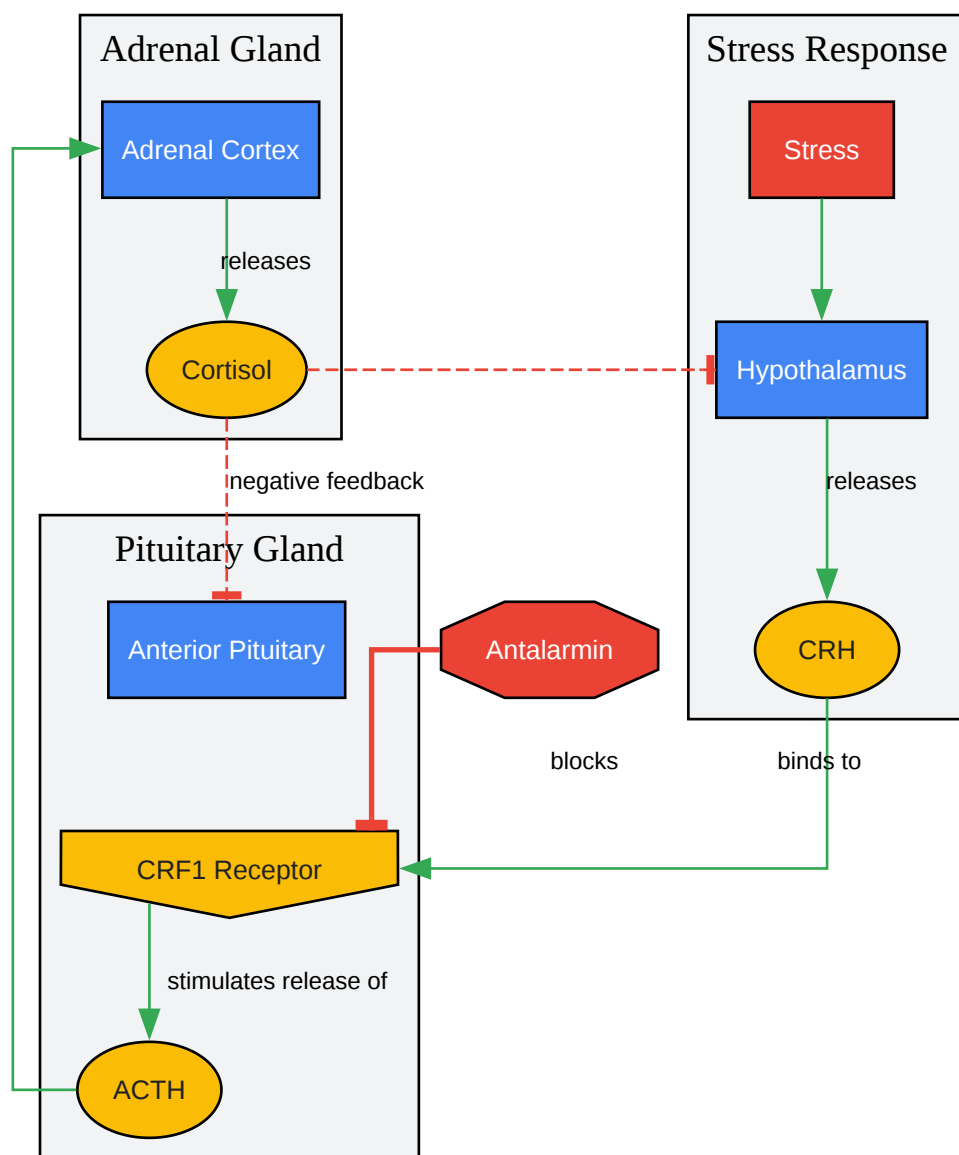 Adrenal Gland
Stress Response
Adrenal Cortex
Stress
releases
Cortisol
Hypothalamus
negative feedback
releases
Pituitary Gland
Anterior Pituitary
Antalarmin
CRH
blocks
binds to
CRF1 Receptor
stimulates release of
ACTH